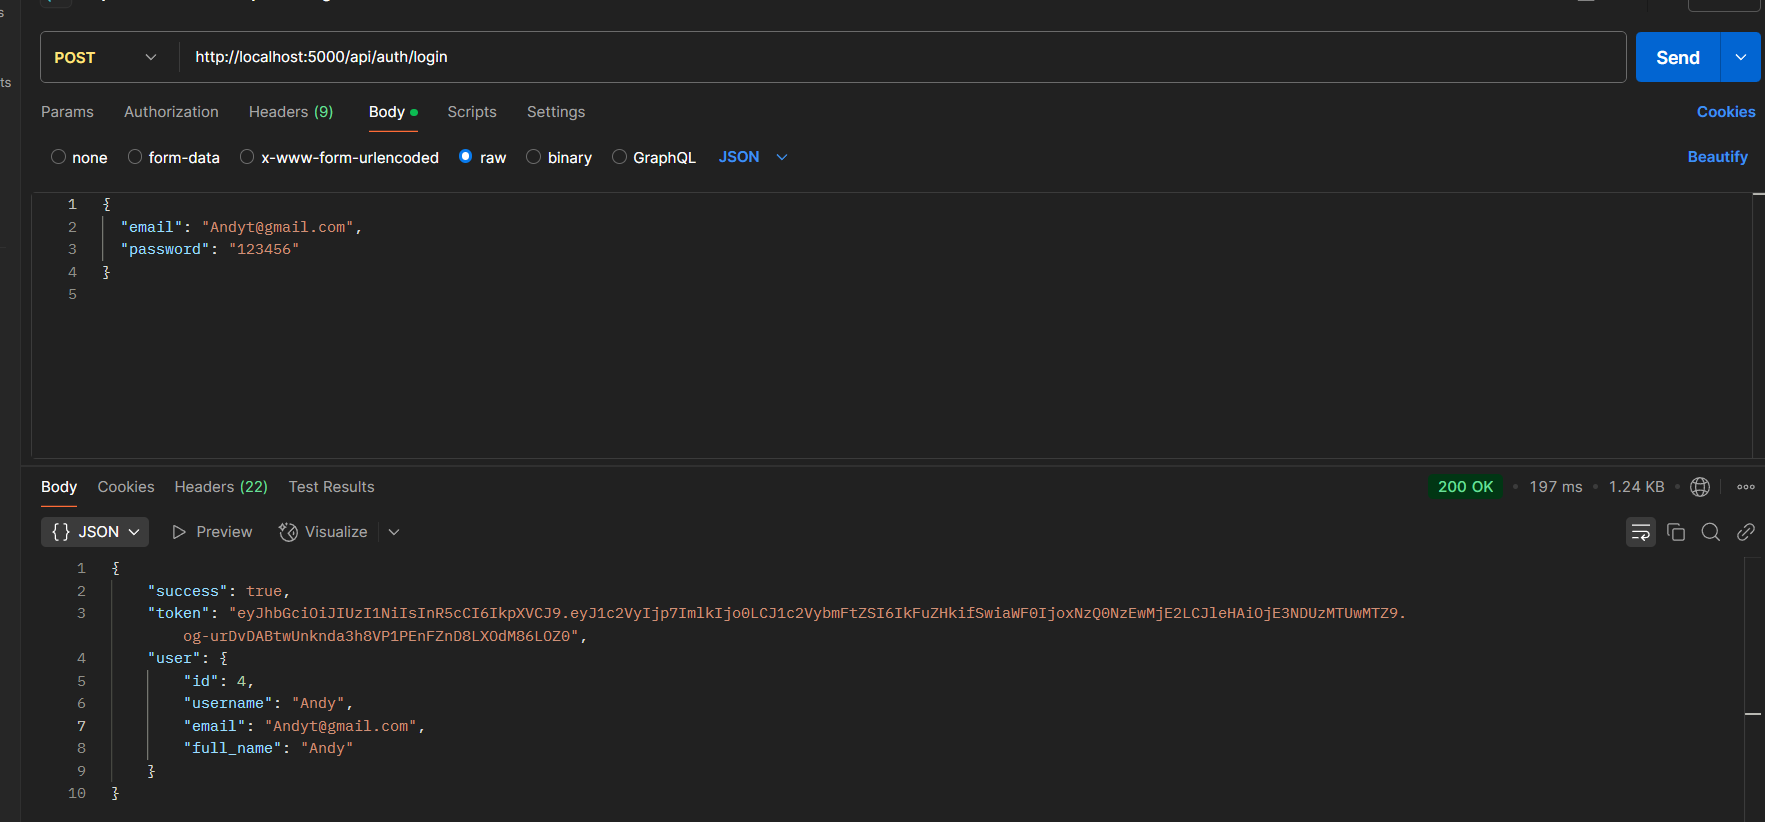 POST
http://localhost:5000/api/auth/login
Send
ts
Params Authorization Headers (9) Body Scripts Settings Cookies
none form-data x-www-form-urlencoded raw binary GraphQL JSON Beautify
1 {
2 "email": "Andyt@gmail.com",
3 "password": "123456"
4 }
5
Body Cookies Headers (22) Test Results 200 OK • 197 ms • 1.24 KB •
{} JSON Preview Visualize
1 {
2 "success": true,
3 "token": "eyJhbGciOiJIUzI1NiIsInR5cCI6IkpXVCJ9.eyJ1c2VyIjp7ImlkIjo0LCJ1c2VybmFtZSI6IkFuZHkifSwiaWF0IjoxNzQ0NzEwMjE2LCJleHAiOjE3NDUzMTUwMTZ9.
og-urDvDABtwUnknda3h8VP1PEnFZnD8LXOdM86LOZ0",
4 "user": {
5 "id": 4,
6 "username": "Andy",
7 "email": "Andyt@gmail.com",
8 "full_name": "Andy"
9 }
10 }